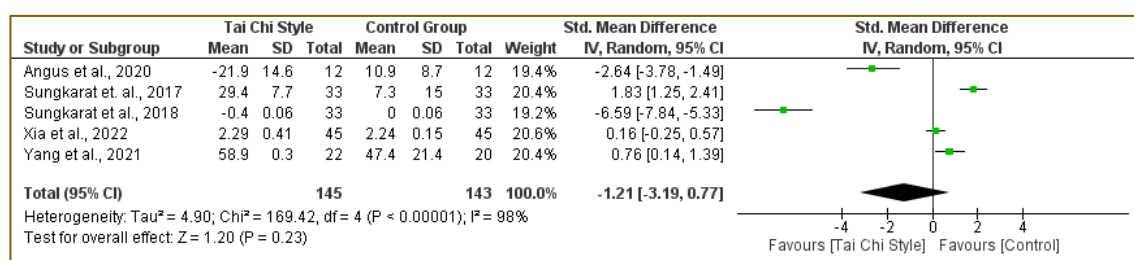 Tai Chi Style Control Group Std. Mean Difference Std. Mean Difference
Study or Subgroup Mean SD Total Mean SD Total Weight IV, Random, 95% CI IV, Random, 95% CI
Angus et al., 2020 -21.9 14.6 12 10.9 8.7 12 19.4% -2.64 [-3.78, -1.49]
Sungkarat et. al., 2017 29.4 7.7 33 7.3 15 33 20.4% 1.83 [1.25, 2.41]
Sungkarat et al., 2018 -0.4 0.06 33 0 0.06 33 19.2% -6.59 [-7.84, -5.33]
Xia et al., 2022 2.29 0.41 45 2.24 0.15 45 20.6% 0.16 [-0.25, 0.57]
Yang et al., 2021 58.9 0.3 22 47.4 21.4 20 20.4% 0.76 [0.14, 1.39]
Total (95% CI) 145 143 100.0% -1.21 [-3.19, 0.77]
Heterogeneity: Tau² = 4.90; Chi² = 169.42, df = 4 (P < 0.00001); I² = 98%
Test for overall effect: Z = 1.20 (P = 0.23)
-4 -2 0 2 4
Favours [Tai Chi Style] Favours [Control]